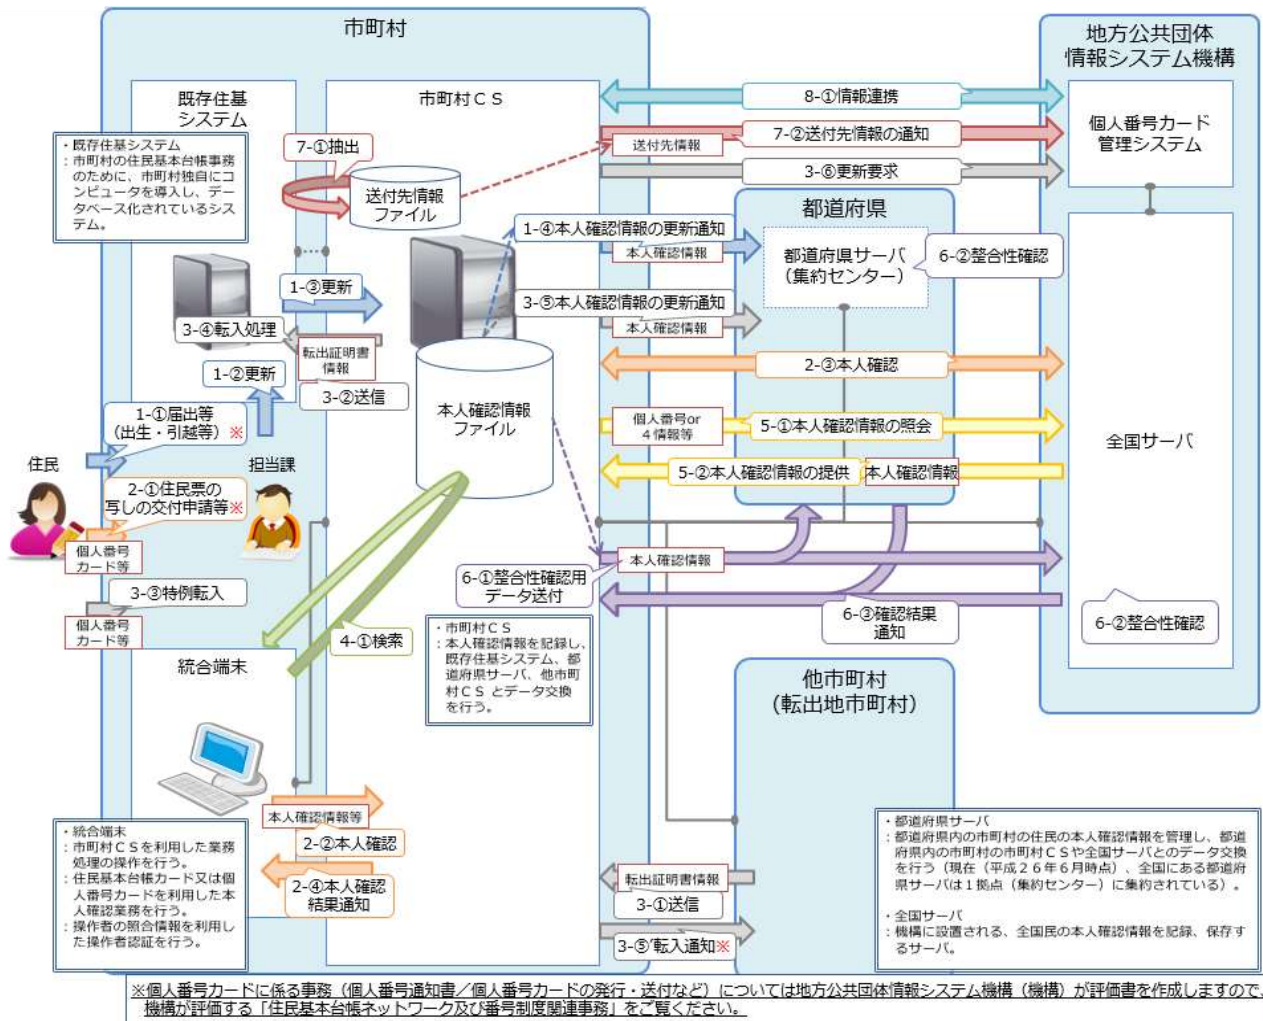 市町村
地方公共団体
情報システム機構
既存住基
システム
市町村ＣＳ
個人番号カード
管理システム
・既存住基システム
：市町村の住民基本台帳事務
のために、市町村独自にコ
ンピュータを導入し、デー
タベース化されているシス
テム。
7-①抽出
送付先情報
ファイル
8-①情報連携
7-②送付先情報の通知
送付先情報
3-⑥更新要求
都道府県
1-④本人確認情報の更新通知
本人確認情報
都道府県サーバ
（集約センター）
6-②整合性確認
1-③更新
3-⑤本人確認情報の更新通知
本人確認情報
3-④転入処理
転出証明書
情報
3-②送信
2-③本人確認
1-②更新
本人確認情報
ファイル
1-①届出等
（出生・引越等）※
個人番号or
４情報等
5-①本人確認情報の照会
全国サーバ
住民
担当課
5-②本人確認情報の提供
本人確認情報
2-①住民票の
写しの交付申請等※
個人番号
カード等
本人確認情報
6-①整合性確認用
データ送付
3-③特例転入
個人番号
カード等
6-③確認結果
通知
6-②整合性確認
4-①検索
・市町村ＣＳ
：本人確認情報を記録し、
既存住基システム、都
道府県サーバ、他市町
村ＣＳ とデータ交換
を行う。
統合端末
他市町村
（転出地市町村）
本人確認情報等
2-②本人確認
2-④本人確認
結果通知
・統合端末
：市町村ＣＳを利用した業務
処理の操作を行う。
：住民基本台帳カード又は個
人番号カードを利用した本
人確認業務を行う。
：操作者の照合情報を利用し
た操作者認証を行う。
転出証明書情報
3-①送信
3-⑤’転入通知※
・都道府県サーバ
：都道府県内の市町村の住民の本人確認情報を管理し、都道
府県内の市町村の市町村ＣＳや全国サーバとのデータ交換
を行う（現在（平成２６年６月時点）、全国にある都道府
県サーバは１拠点（集約センター）に集約されている）。
・全国サーバ
：機構に設置される、全国民の本人確認情報を記録、保存す
るサーバ。
※個人番号カードに係る事務（個人番号通知書／個人番号カードの発行・送付など）については地方公共団体情報システム機構（機構）が評価書を作成しますので、
機構が評価する「住民基本台帳ネットワーク及び番号制度関連事務」をご覧ください。